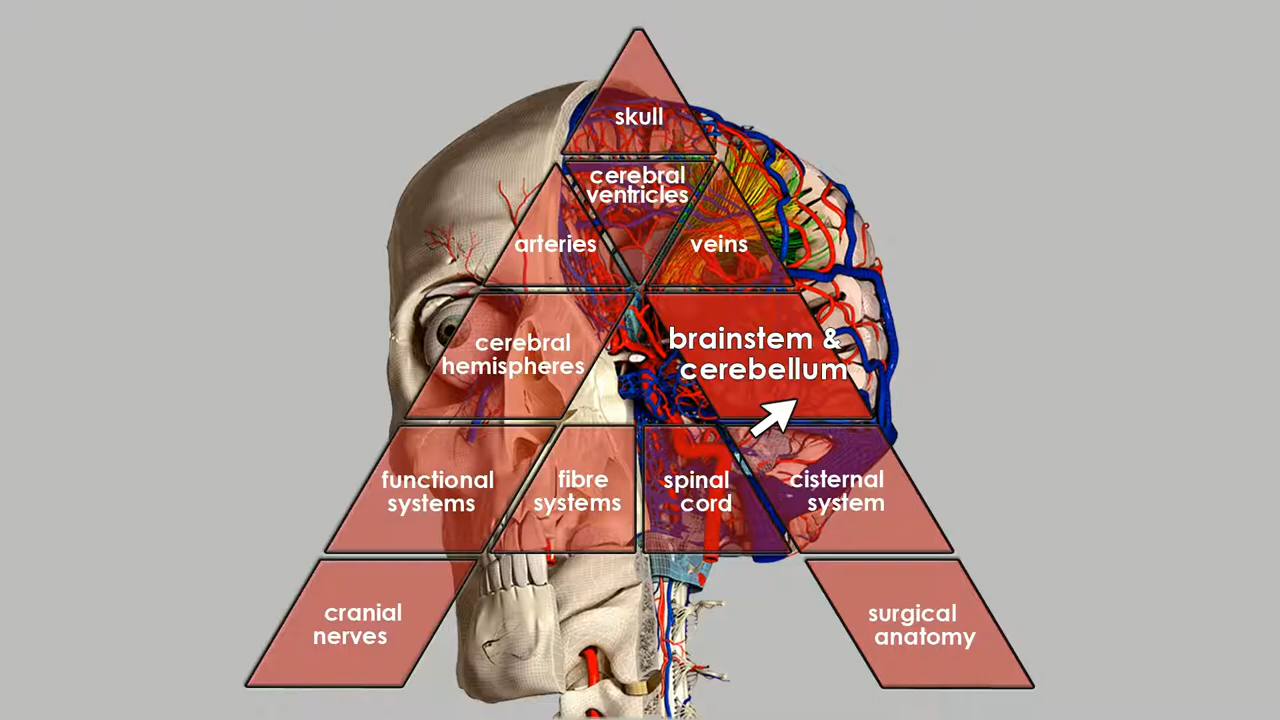 skull
cerebral
ventricles
arteries
veins
cerebral
hemispheres
brainstem &
cerebellum
functional
systems
fibre
systems
spinal
cord
cisternal
system
cranial
nerves
surgical
anatomy